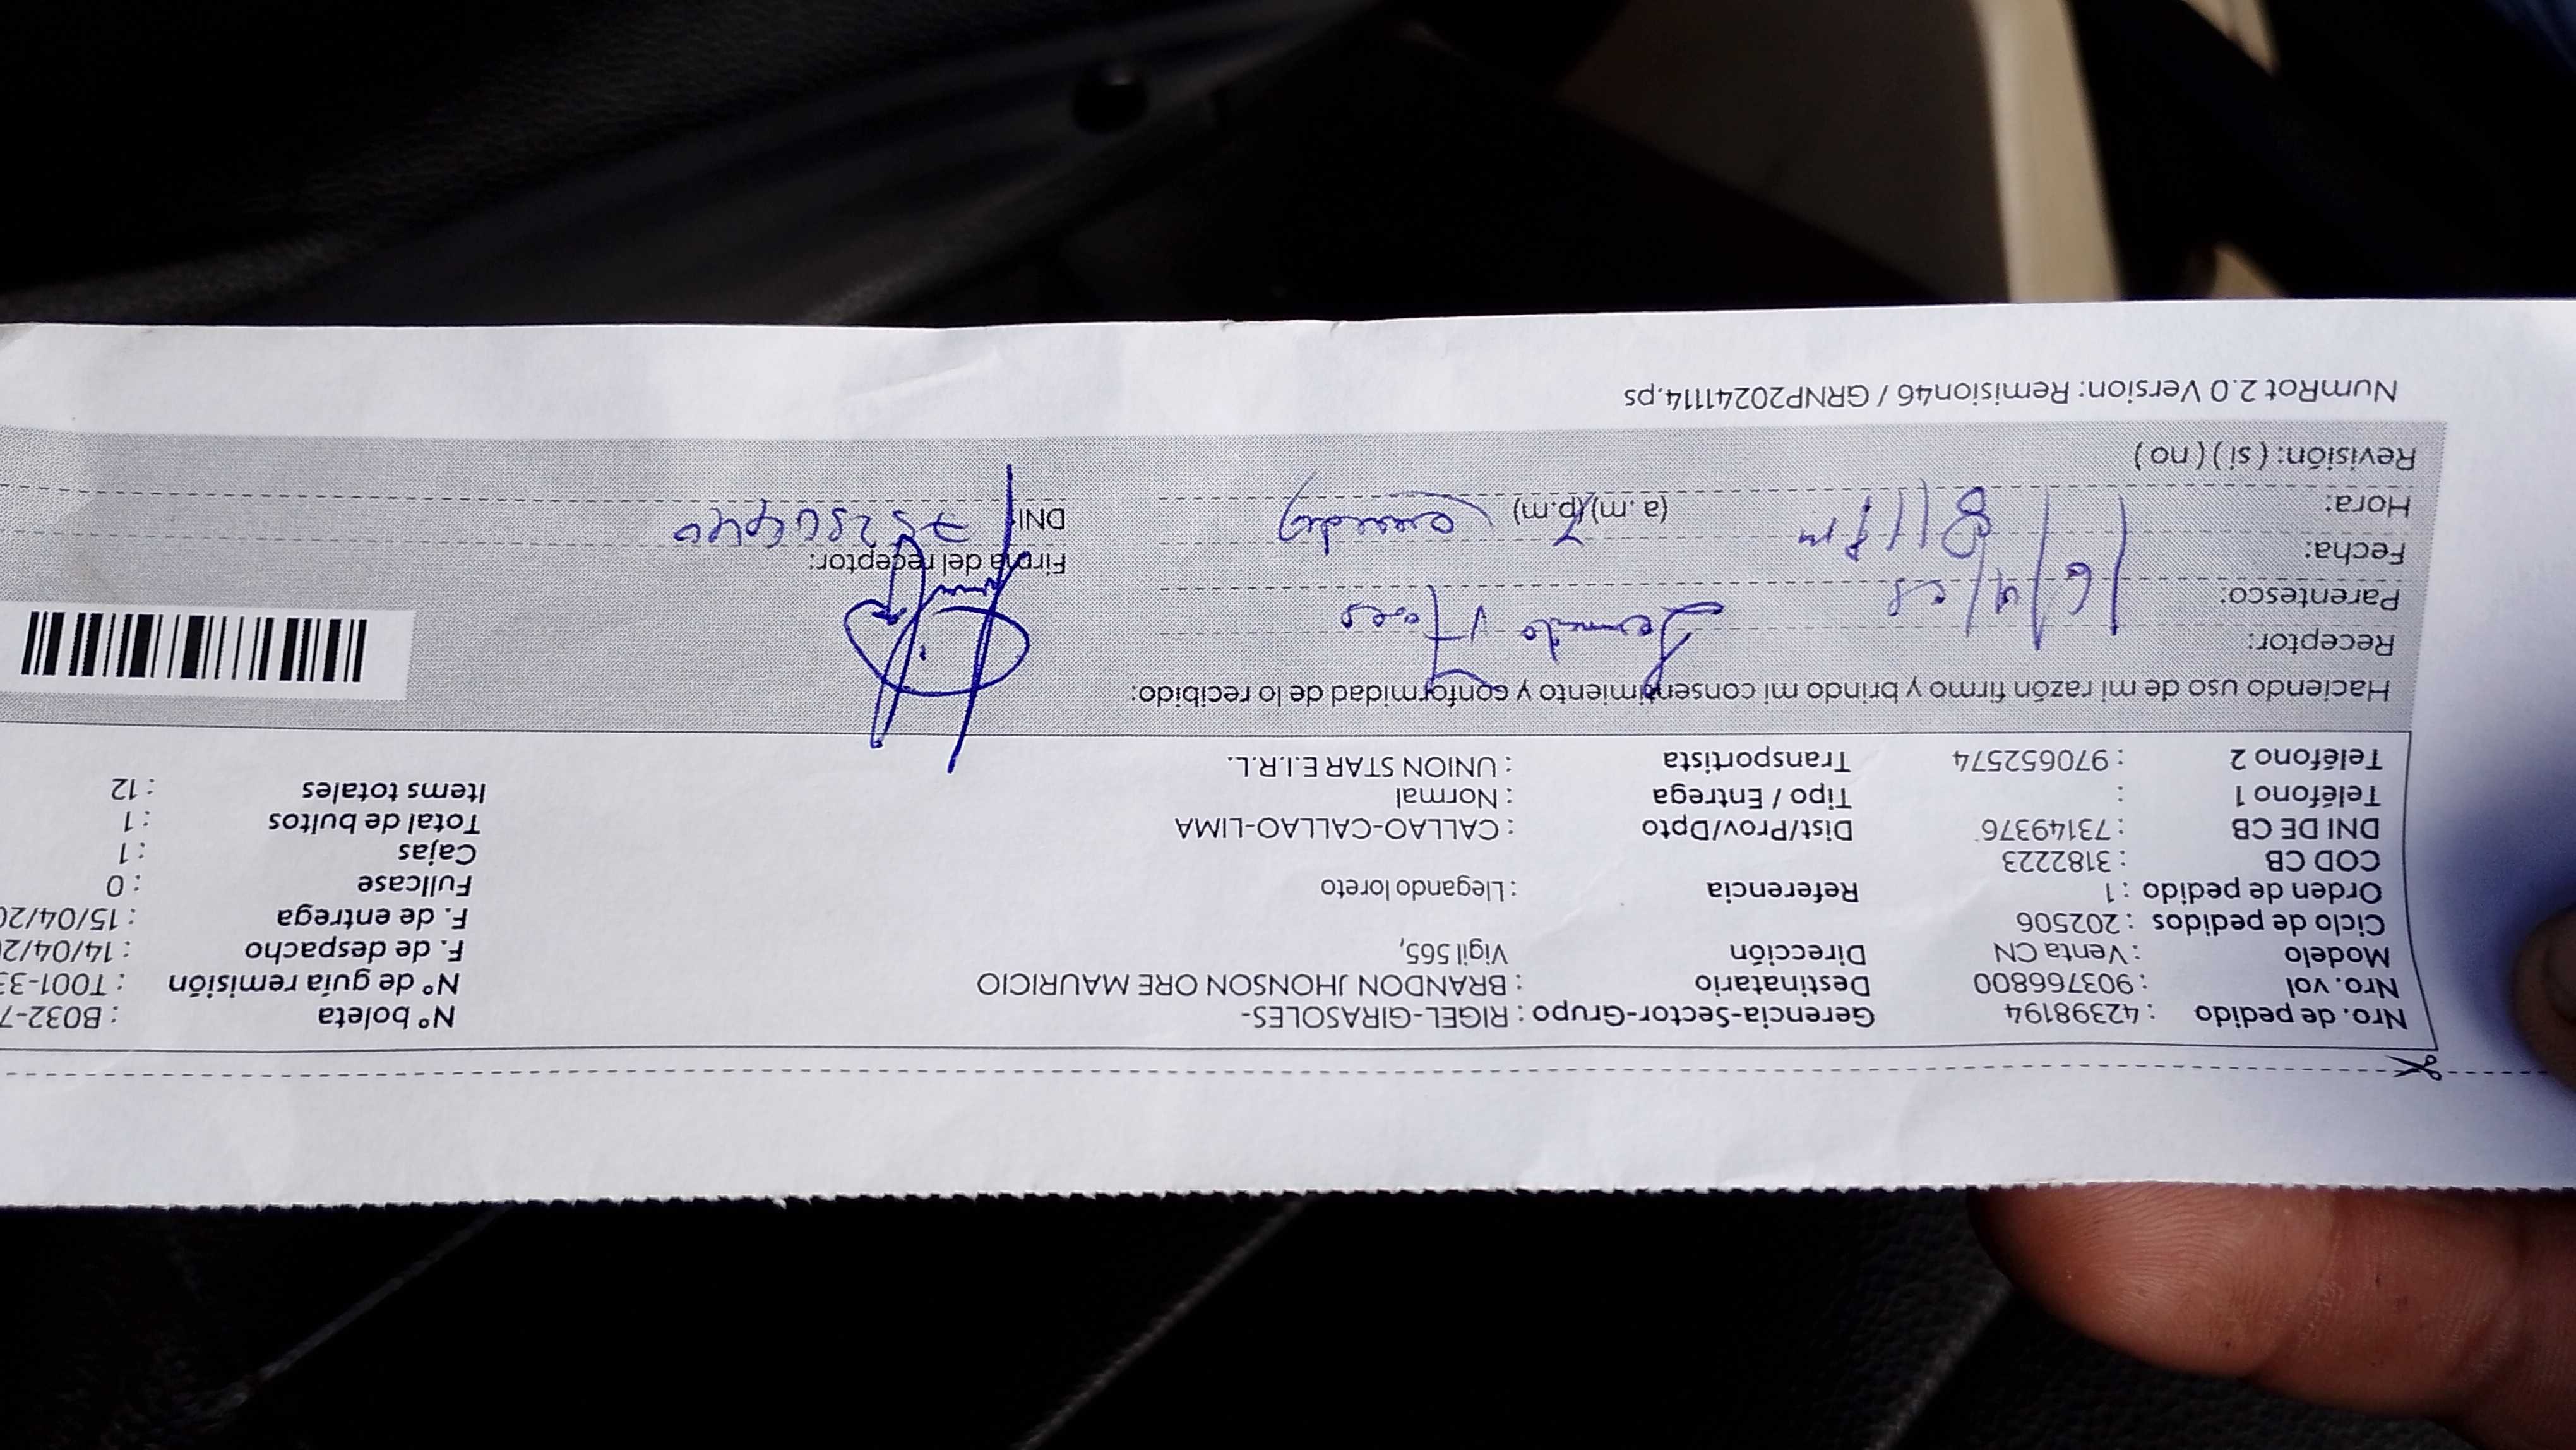 Nro. de pedido : 42398194 Gerencia-Sector-Grupo : RIGEL-GIRASOLES- N° boleta : B032-7
Nro. vol : 903766800 Destinatario : BRANDON JHONSON ORE MAURICIO N° de guía remisión : T001-33
Modelo : Venta CN Dirección Vigil 565, F. de despacho : 14/04/2
Ciclo de pedidos : 202506 F. de entrega : 15/04/20
Orden de pedido : 1 Referencia : Llegando loreto Fullcase : 0
COD CB : 3182223 Cajas : 1
DNI DE CB : 73149376 Dist/Prov/Dpto : CALLAO-CALLAO-LIMA Total de bultos : 1
Teléfono 1 : Tipo / Entrega : Normal Items totales : 12
Teléfono 2 : 970652574 Transportista : UNION STAR E.I.R.L.
Haciendo uso de mi razón firmo y brindo mi consentimiento y conformidad de lo recibido:
Receptor:
Parentesco:
Fecha: Firma del receptor:
Hora: (a.m)/(p.m) DNI
Revisión: ( si ) ( no )
NumRot 2.0 Version: Remision46 / GRNP20241114.ps